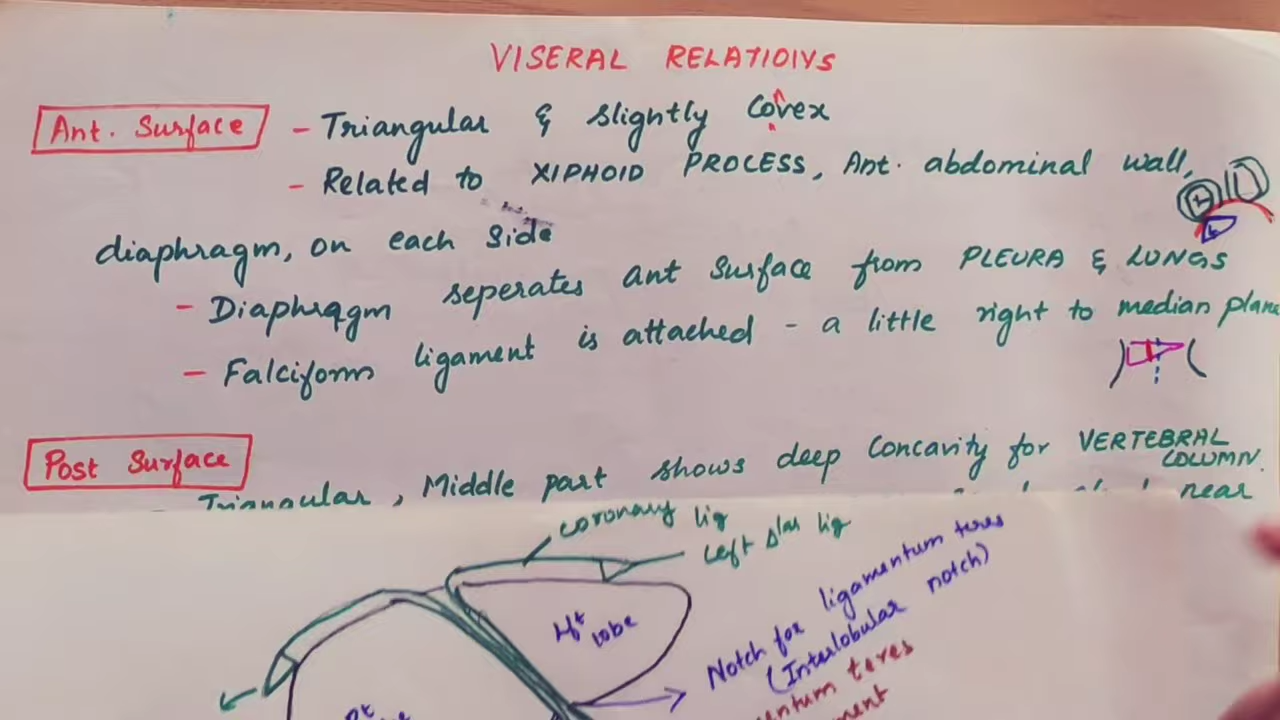 VISERAL RELATIONS
Ant. Surface - Triangular & slightly Covex
- Related to XIPHOID PROCESS, Ant. abdominal wall,
diaphragm, on each side
- Diaphragm seperates ant surface from PLEURA & LUNGS
- Falciform ligament is attached - a little right to median plane
Post Surface
Triangular, Middle part shows deep Concavity for VERTEBRAL
COLUMN.
near
coronary lig
Left Δlar lig
Lft lobe
Notch for ligamentum teres
(Interlobular notch)
teres